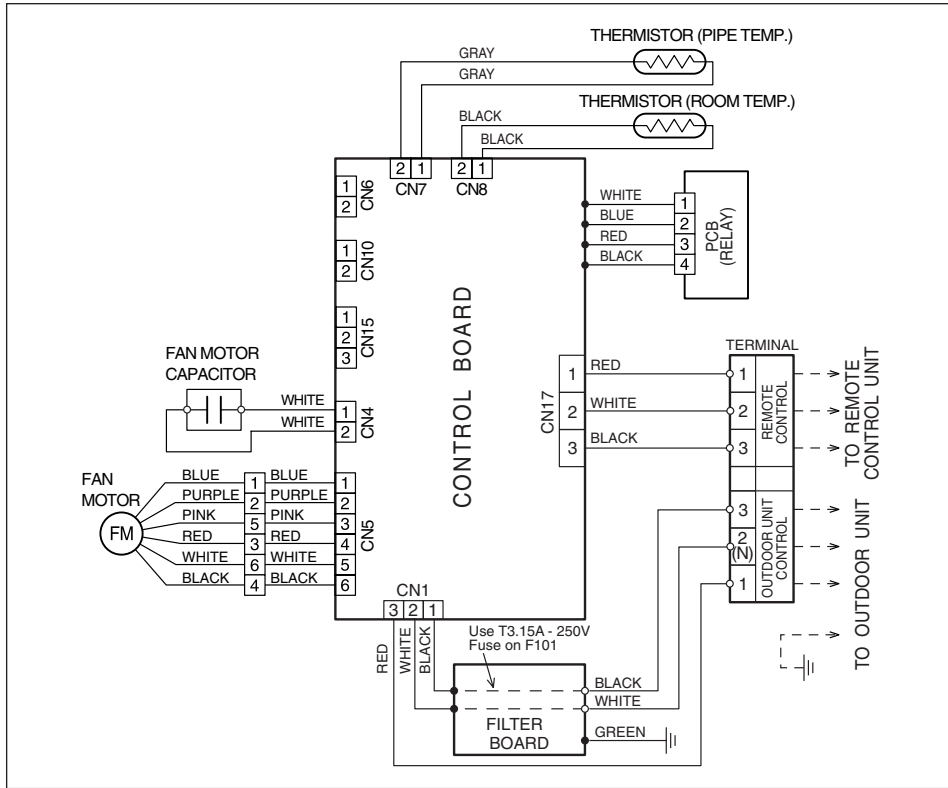 THERMISTOR (PIPE TEMP.)
GRAY
GRAY
THERMISTOR (ROOM TEMP.)
BLACK
BLACK
2 1
CN7
2 1
CN8
1
2
CN6
1
2
CN10
1
2
3
CN15
CONTROL BOARD
WHITE
BLUE
RED
BLACK
1
2
3
4
PCB
(RELAY)
FAN MOTOR
CAPACITOR
WHITE
WHITE
1
2
CN4
FAN
MOTOR
FM
BLUE 1 BLUE 1
PURPLE 2 PURPLE 2
PINK 5 PINK 3
RED 3 RED 4
WHITE 6 WHITE 5
BLACK 4 BLACK 6
CN5
CN17
1 RED
2 WHITE
3 BLACK
TERMINAL
1
2
3
REMOTE
CONTROL
TO REMOTE
CONTROL UNIT
3
2
(N)
1
OUTDOOR UNIT
CONTROL
TO OUTDOOR UNIT
CN1
3 2 1
RED
WHITE
BLACK
Use T3.15A - 250V
Fuse on F101
FILTER
BOARD
BLACK
WHITE
GREEN